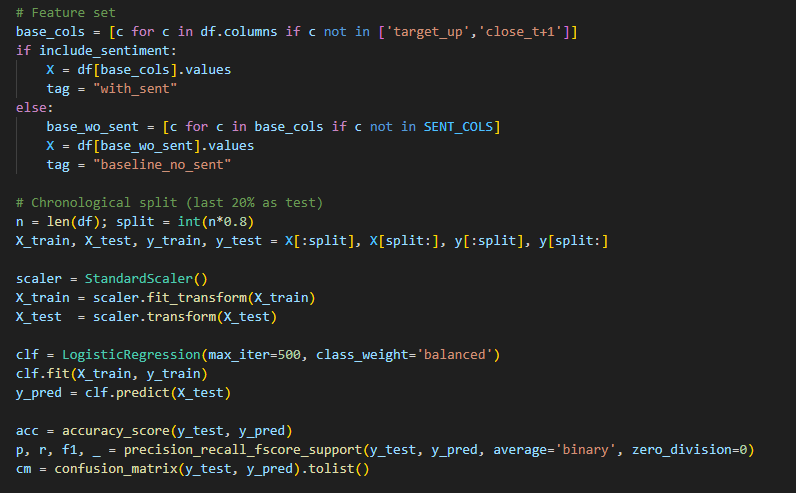 # Feature set
base_cols = [c for c in df.columns if c not in ['target_up','close_t+1']]
if include_sentiment:
    X = df[base_cols].values
    tag = "with_sent"
else:
    base_wo_sent = [c for c in base_cols if c not in SENT_COLS]
    X = df[base_wo_sent].values
    tag = "baseline_no_sent"

# Chronological split (last 20% as test)
n = len(df); split = int(n*0.8)
X_train, X_test, y_train, y_test = X[:split], X[split:], y[:split], y[split:]

scaler = StandardScaler()
X_train = scaler.fit_transform(X_train)
X_test  = scaler.transform(X_test)

clf = LogisticRegression(max_iter=500, class_weight='balanced')
clf.fit(X_train, y_train)
y_pred = clf.predict(X_test)

acc = accuracy_score(y_test, y_pred)
p, r, f1, _ = precision_recall_fscore_support(y_test, y_pred, average='binary', zero_division=0)
cm = confusion_matrix(y_test, y_pred).tolist()